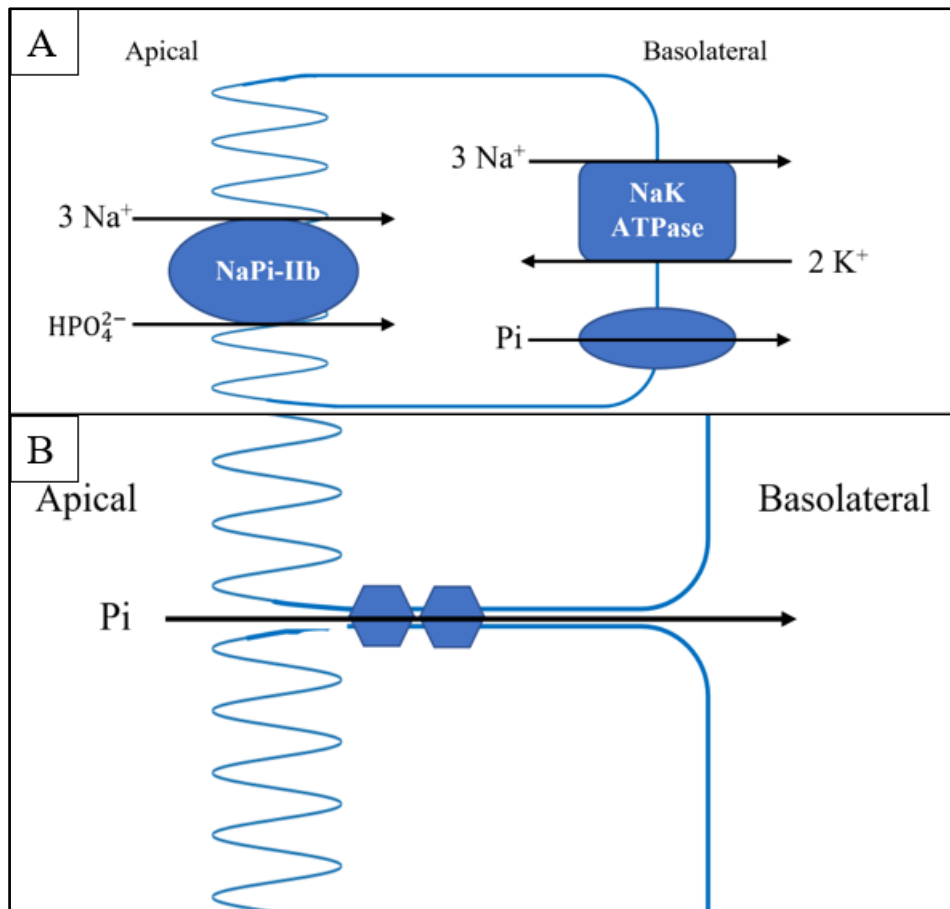 A
Apical
Basolateral
3 Na⁺
3 Na⁺
NaK
ATPase
NaPi-IIb
2 K⁺
HPO₄²⁻
Pi
B
Apical
Basolateral
Pi